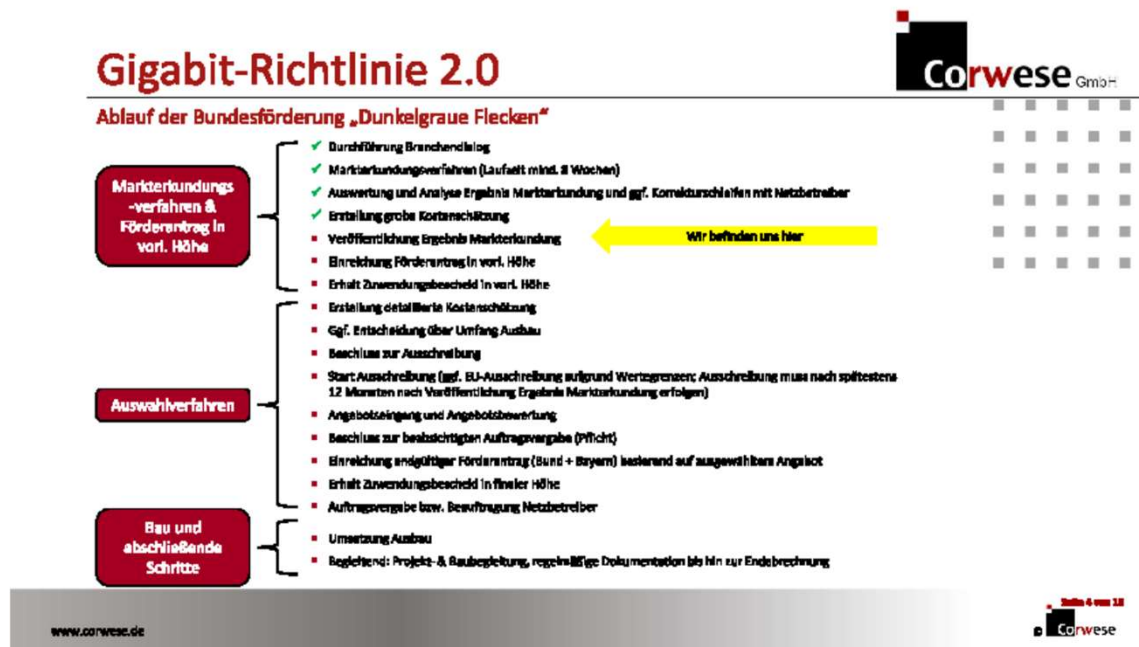 Gigabit-Richtlinie 2.0
Corwese GmbH
Ablauf der Bundesförderung „Dunkelgraue Flecken“
Markterkundungs
-verfahren &
Förderantrag in
vorl. Höhe
Durchführung Branchendialog
Markterkundungsverfahren (Laufzeit mind. 8 Wochen)
Auswertung und Analyse Ergebnis Markterkundung und ggf. Korrekturschleifen mit Netzbetreiber
Erstellung grobe Kostenschätzung
Veröffentlichung Ergebnis Markterkundung
Wir befinden uns hier
Einreichung Förderantrag in vorl. Höhe
Erhalt Zuwendungsbescheid in vorl. Höhe
Auswahlverfahren
Erstellung detaillierte Kostenschätzung
Ggf. Entscheidung über Umfang Ausbau
Beschluss zur Ausschreibung
Start Ausschreibung (ggf. EU-Ausschreibung aufgrund Wertegrenzen; Ausschreibung muss nach spätestens
12 Monaten nach Veröffentlichung Ergebnis Markterkundung erfolgen)
Angebotseingang und Angebotsbewertung
Beschluss zur beabsichtigten Auftragsvergabe (Pflicht)
Einreichung endgültiger Förderantrag (Bund + Bayern) basierend auf ausgewähltem Angebot
Erhalt Zuwendungsbescheid in finaler Höhe
Auftragsvergabe bzw. Beauftragung Netzbetreiber
Bau und
abschließende
Schritte
Umsetzung Ausbau
Begleitend: Projekt- & Baubegleitung, regelmäßige Dokumentation bis hin zur Endabrechnung
www.corwese.de
Seite 4 von 18
© Corwese